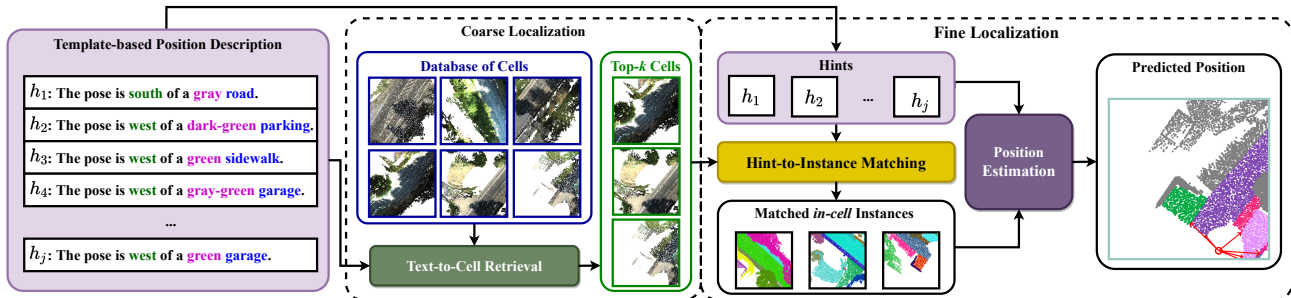 Template-based Position Description
h1: The pose is south of a gray road.
h2: The pose is west of a dark-green parking.
h3: The pose is west of a green sidewalk.
h4: The pose is west of a gray-green garage.
...
hj: The pose is west of a green garage.
Coarse Localization
Database of Cells
Top-k Cells
Text-to-Cell Retrieval
Fine Localization
Hints
h1 h2 ... hj
Hint-to-Instance Matching
Matched in-cell Instances
Position
Estimation
Predicted Position